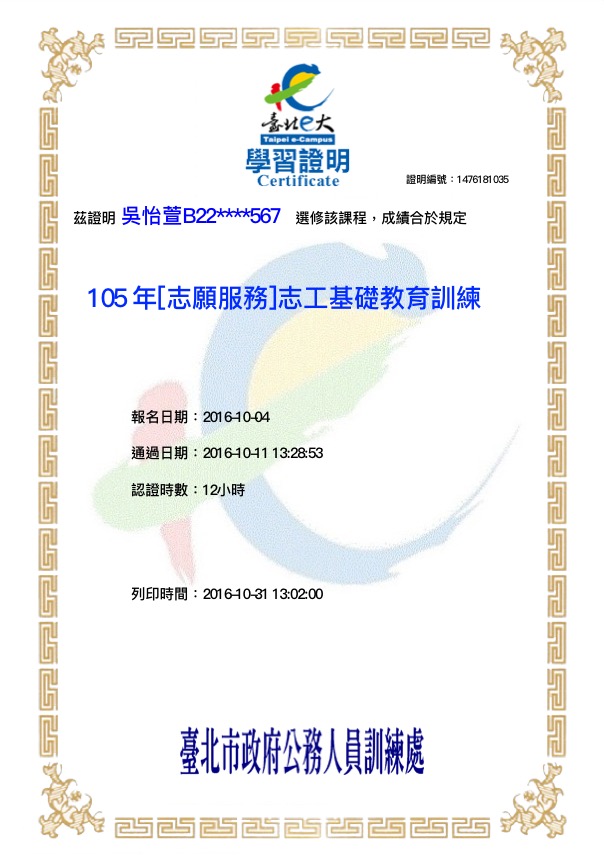 臺北e大
Taipei e-Campus
學習證明
Certificate
證明編號：1476181035
茲證明 吳怡萱B22****567 選修該課程，成績合於規定
105 年[志願服務]志工基礎教育訓練
報名日期：2016-10-04
通過日期：2016-10-11 13:28:53
認證時數：12小時
列印時間：2016-10-31 13:02:00
臺北市政府公務人員訓練處